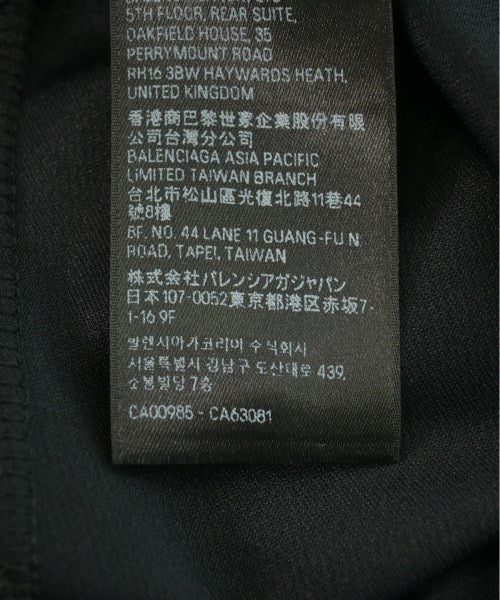 5TH FLOOR, REAR SUITE,
OAKFIELD HOUSE, 35
PERRYMOUNT ROAD
RH16 3BW HAYWARDS HEATH,
UNITED KINGDOM
香港商巴黎世家企業股份有限
公司台灣分公司
BALENCIAGA ASIA PACIFIC
LIMITED TAIWAN BRANCH
台北市松山區光復北路11巷44
號8樓
8F. NO. 44 LANE 11 GUANG-FU N
ROAD, TAPEI, TAIWAN
株式会社バレンシアガジャパン
日本107-0052東京都港区赤坂7-
1-16 9F
발렌시아가코리아 주식회사
서울특별시 강남구 도산대로 439,
소봉빌딩 7층
CA00985 - CA63081